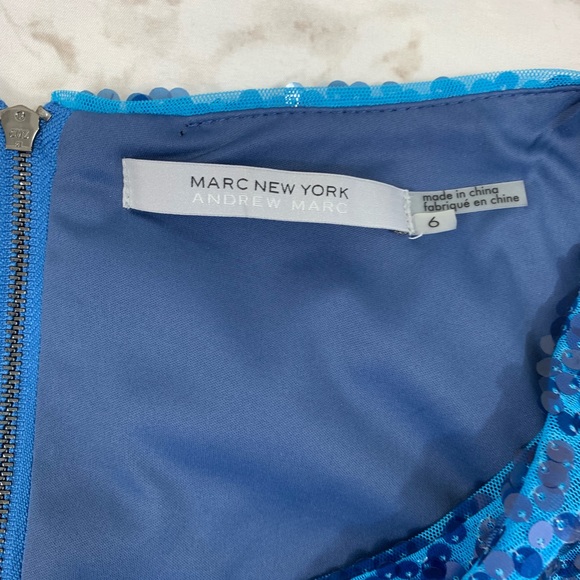 MARC NEW YORK
ANDREW MARC
made in china
fabriqué en chine
6